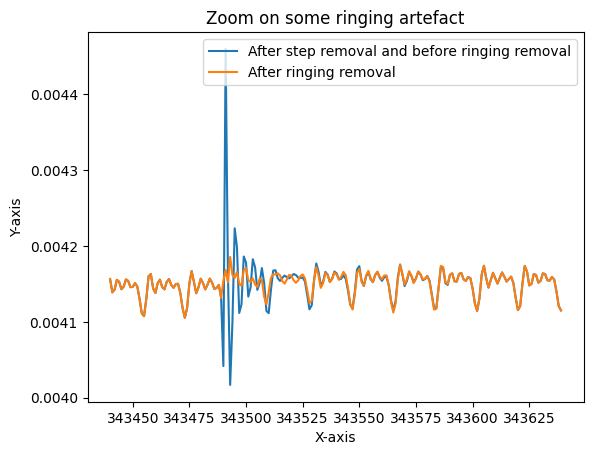 Zoom on some ringing artefact
After step removal and before ringing removal
After ringing removal
Y-axis
0.0044
0.0043
0.0042
0.0041
0.0040
343450 343475 343500 343525 343550 343575 343600 343625
X-axis